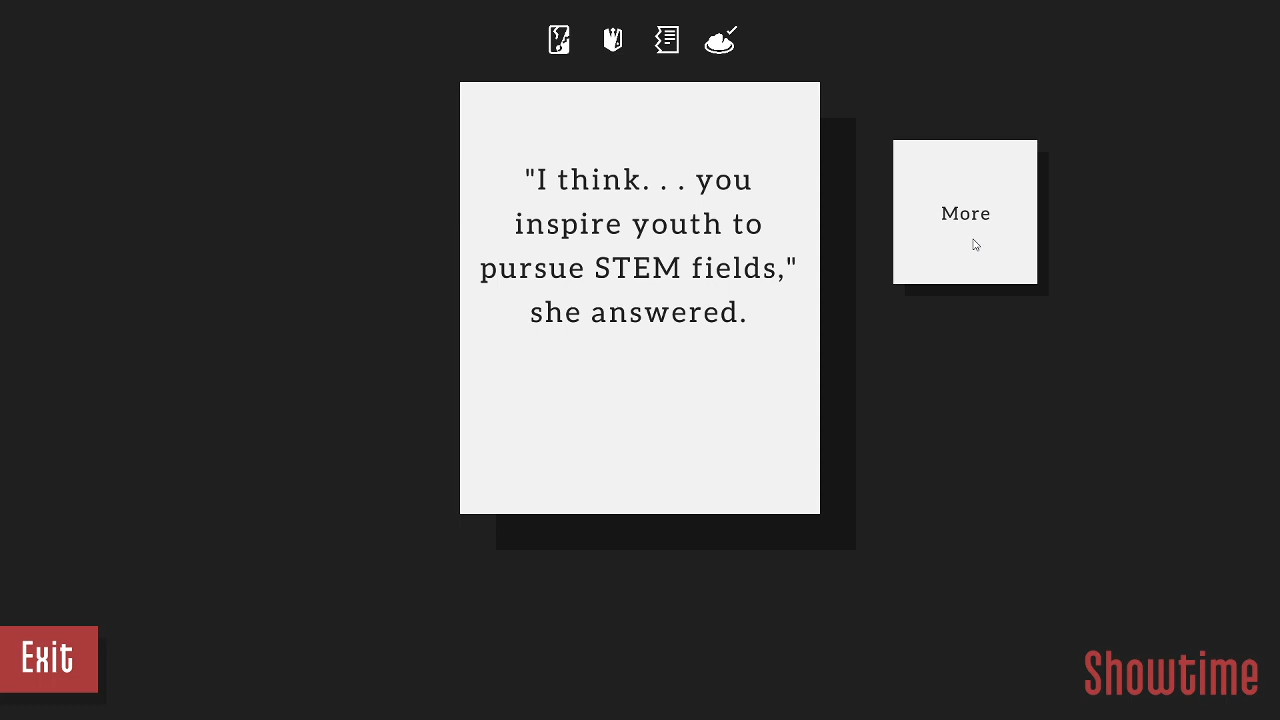 "I think. . . you
inspire youth to
pursue STEM fields,"
she answered.
More
Exit
Showtime